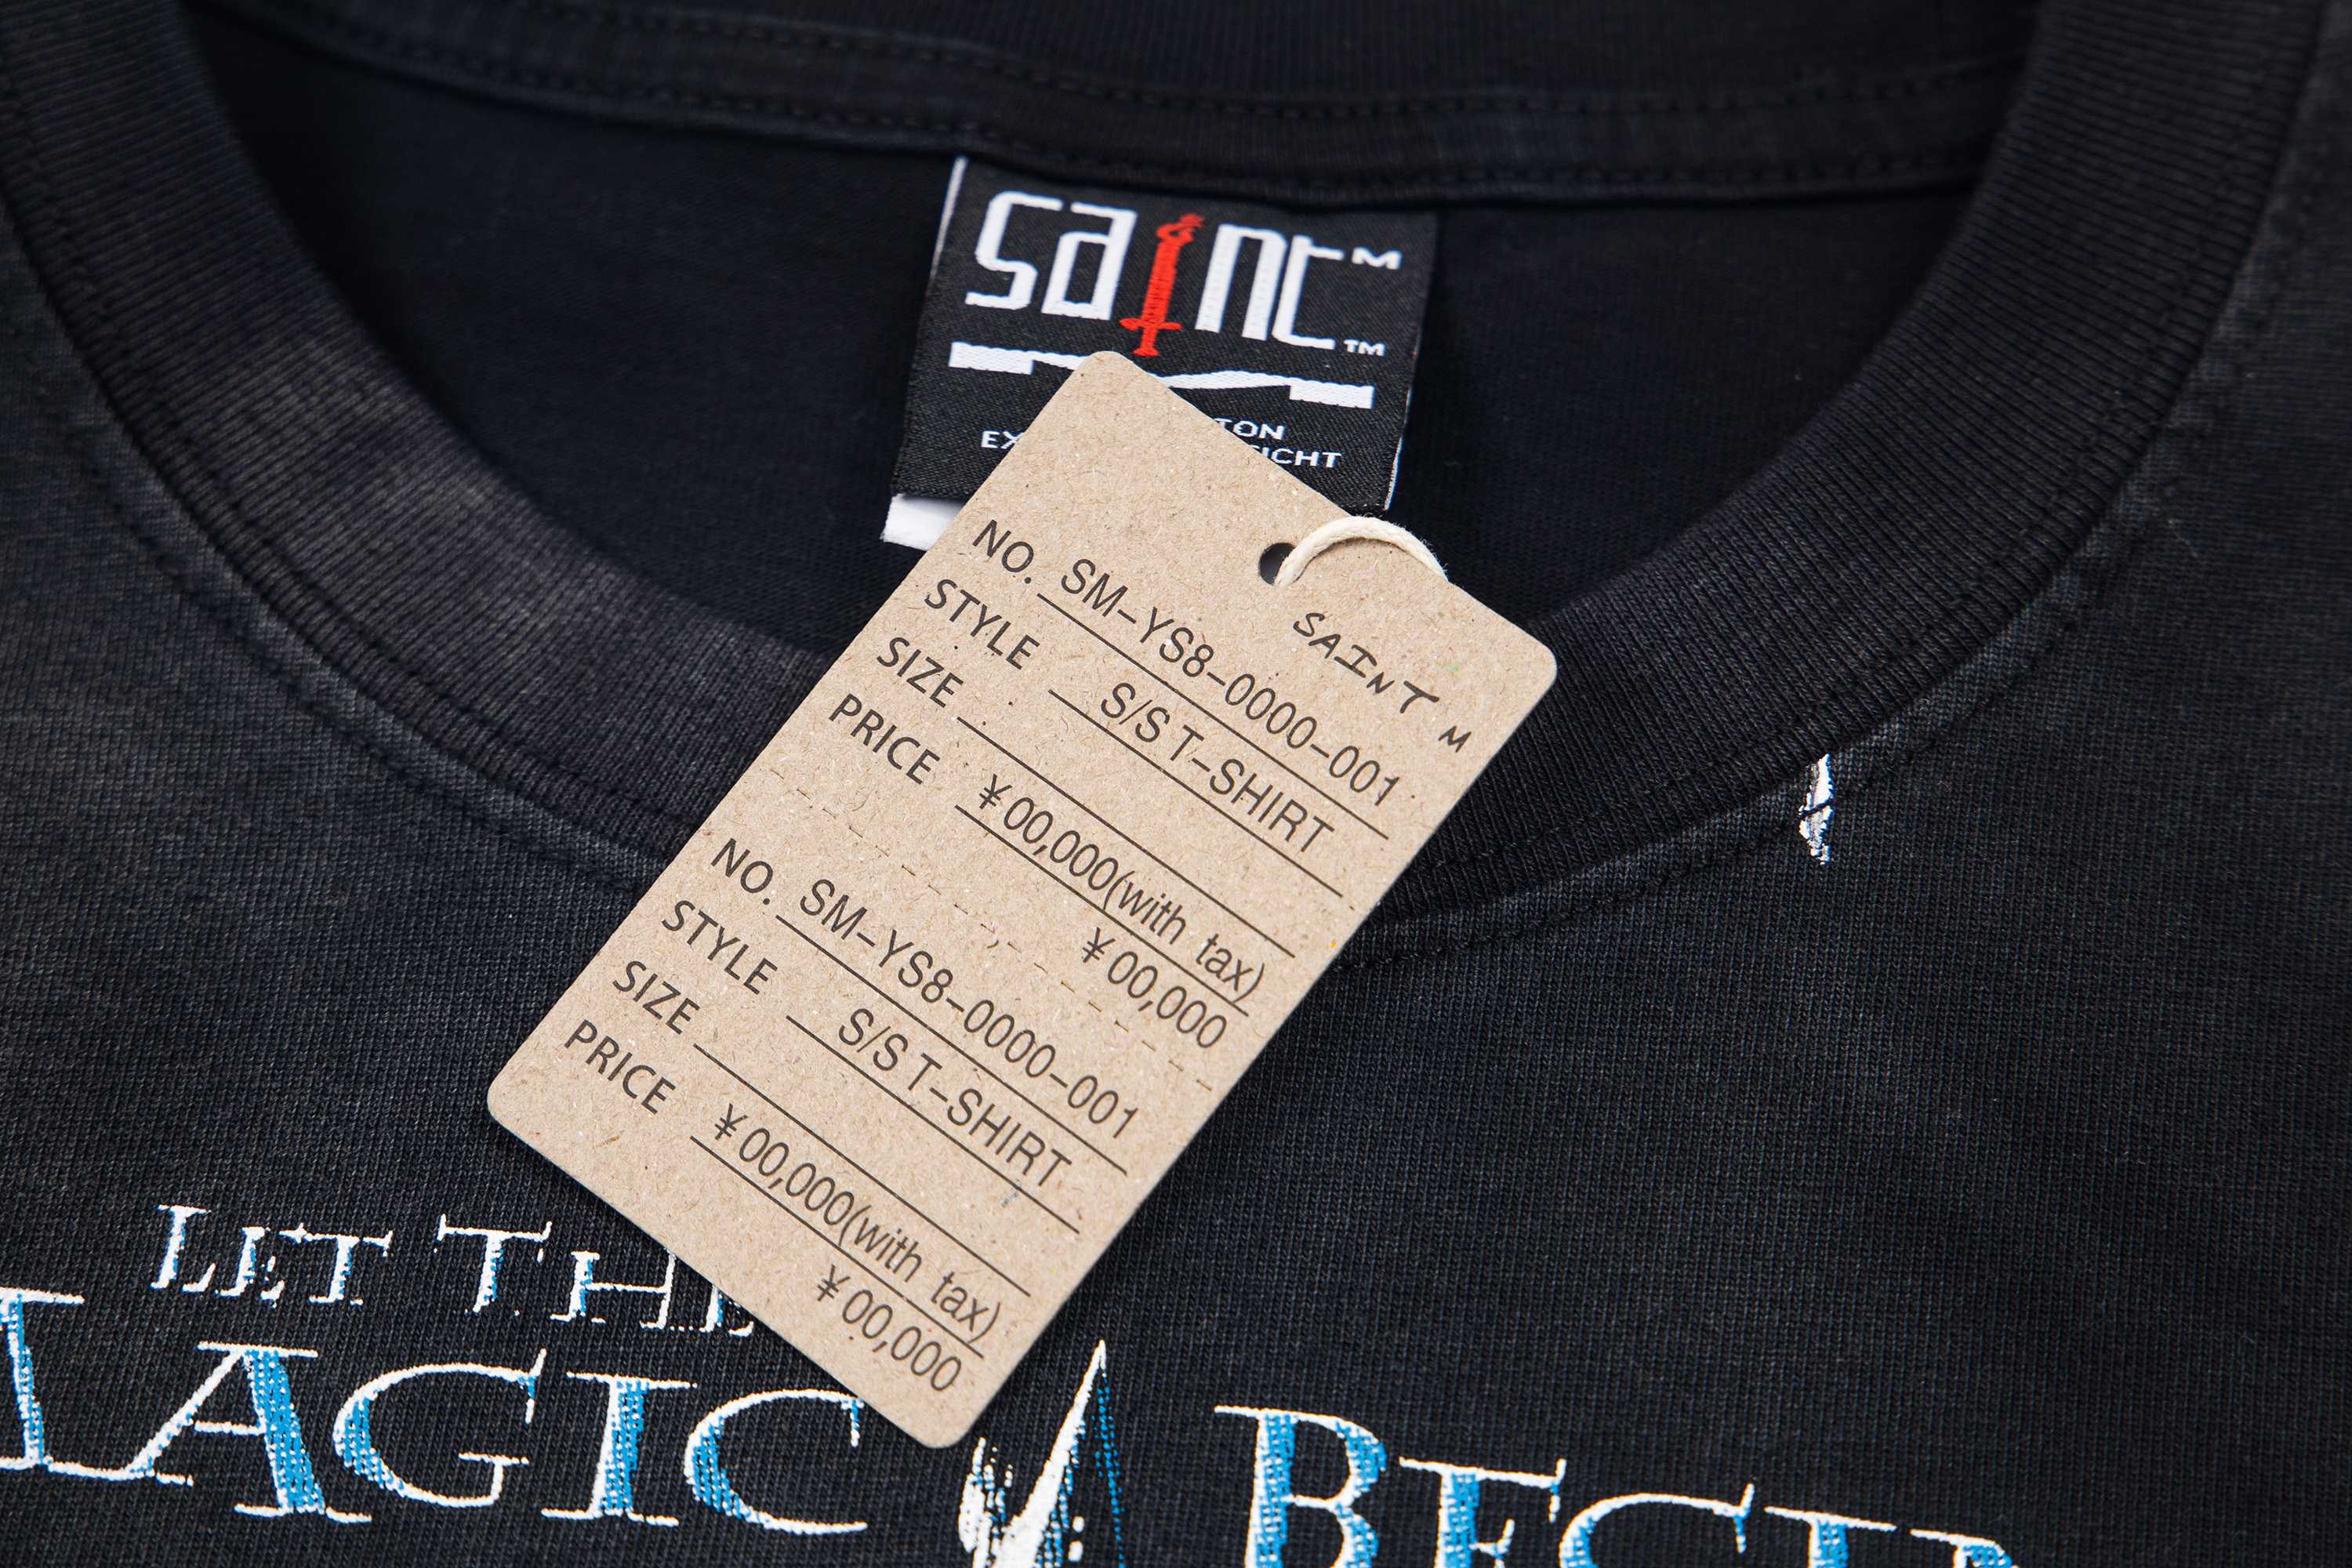 saint M
TM
TON
EX ICHT
SAINT M
NO. SM-YS8-0000-001
STYLE S/S T-SHIRT
SIZE
PRICE ¥00,000(with tax)
¥00,000
NO. SM-YS8-0000-001
STYLE S/S T-SHIRT
SIZE
PRICE ¥00,000(with tax)
¥00,000
LET THE
MAGIC BEGIN